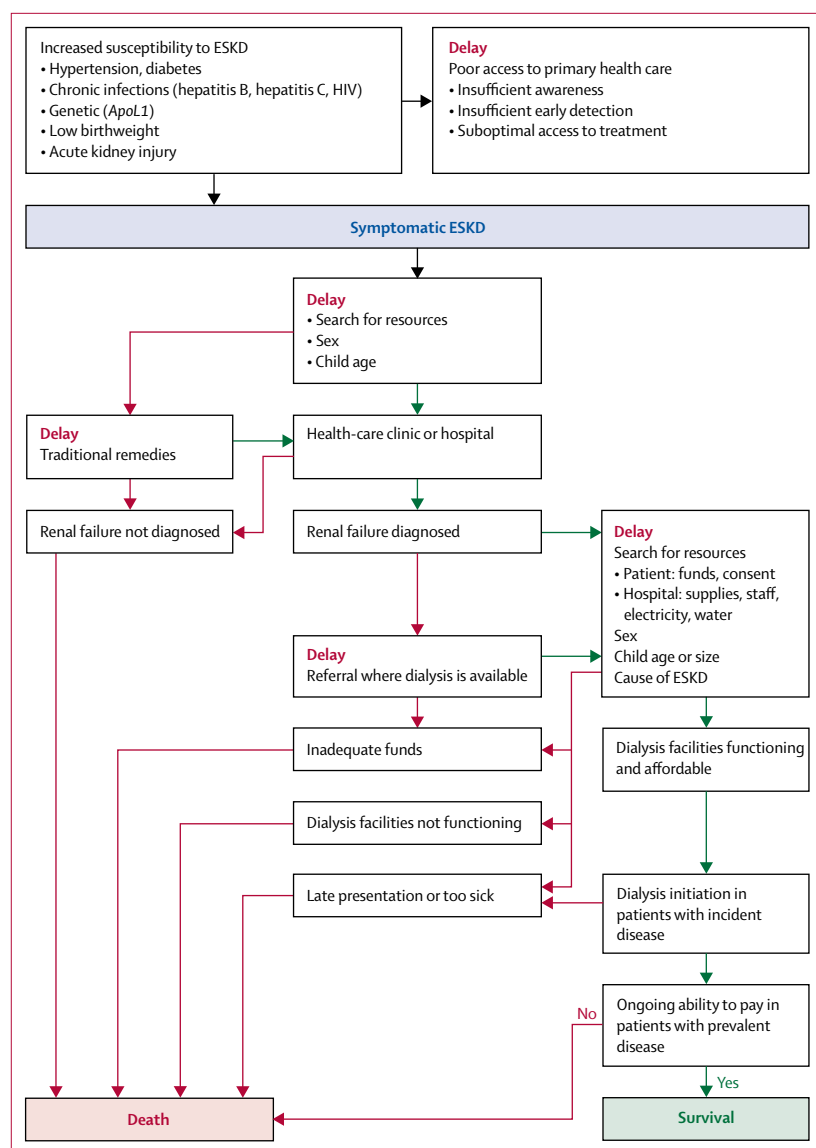 Increased susceptibility to ESKD
• Hypertension, diabetes
• Chronic infections (hepatitis B, hepatitis C, HIV)
• Genetic (ApoL1)
• Low birthweight
• Acute kidney injury
Delay
Poor access to primary health care
• Insufficient awareness
• Insufficient early detection
• Suboptimal access to treatment
Symptomatic ESKD
Delay
• Search for resources
• Sex
• Child age
Delay
Traditional remedies
Health-care clinic or hospital
Renal failure not diagnosed
Renal failure diagnosed
Delay
Search for resources
• Patient: funds, consent
• Hospital: supplies, staff,
electricity, water
Sex
Child age or size
Cause of ESKD
Delay
Referral where dialysis is available
Inadequate funds
Dialysis facilities functioning
and affordable
Dialysis facilities not functioning
Late presentation or too sick
Dialysis initiation in
patients with incident
disease
No
Ongoing ability to pay in
patients with prevalent
disease
Yes
Death
Survival